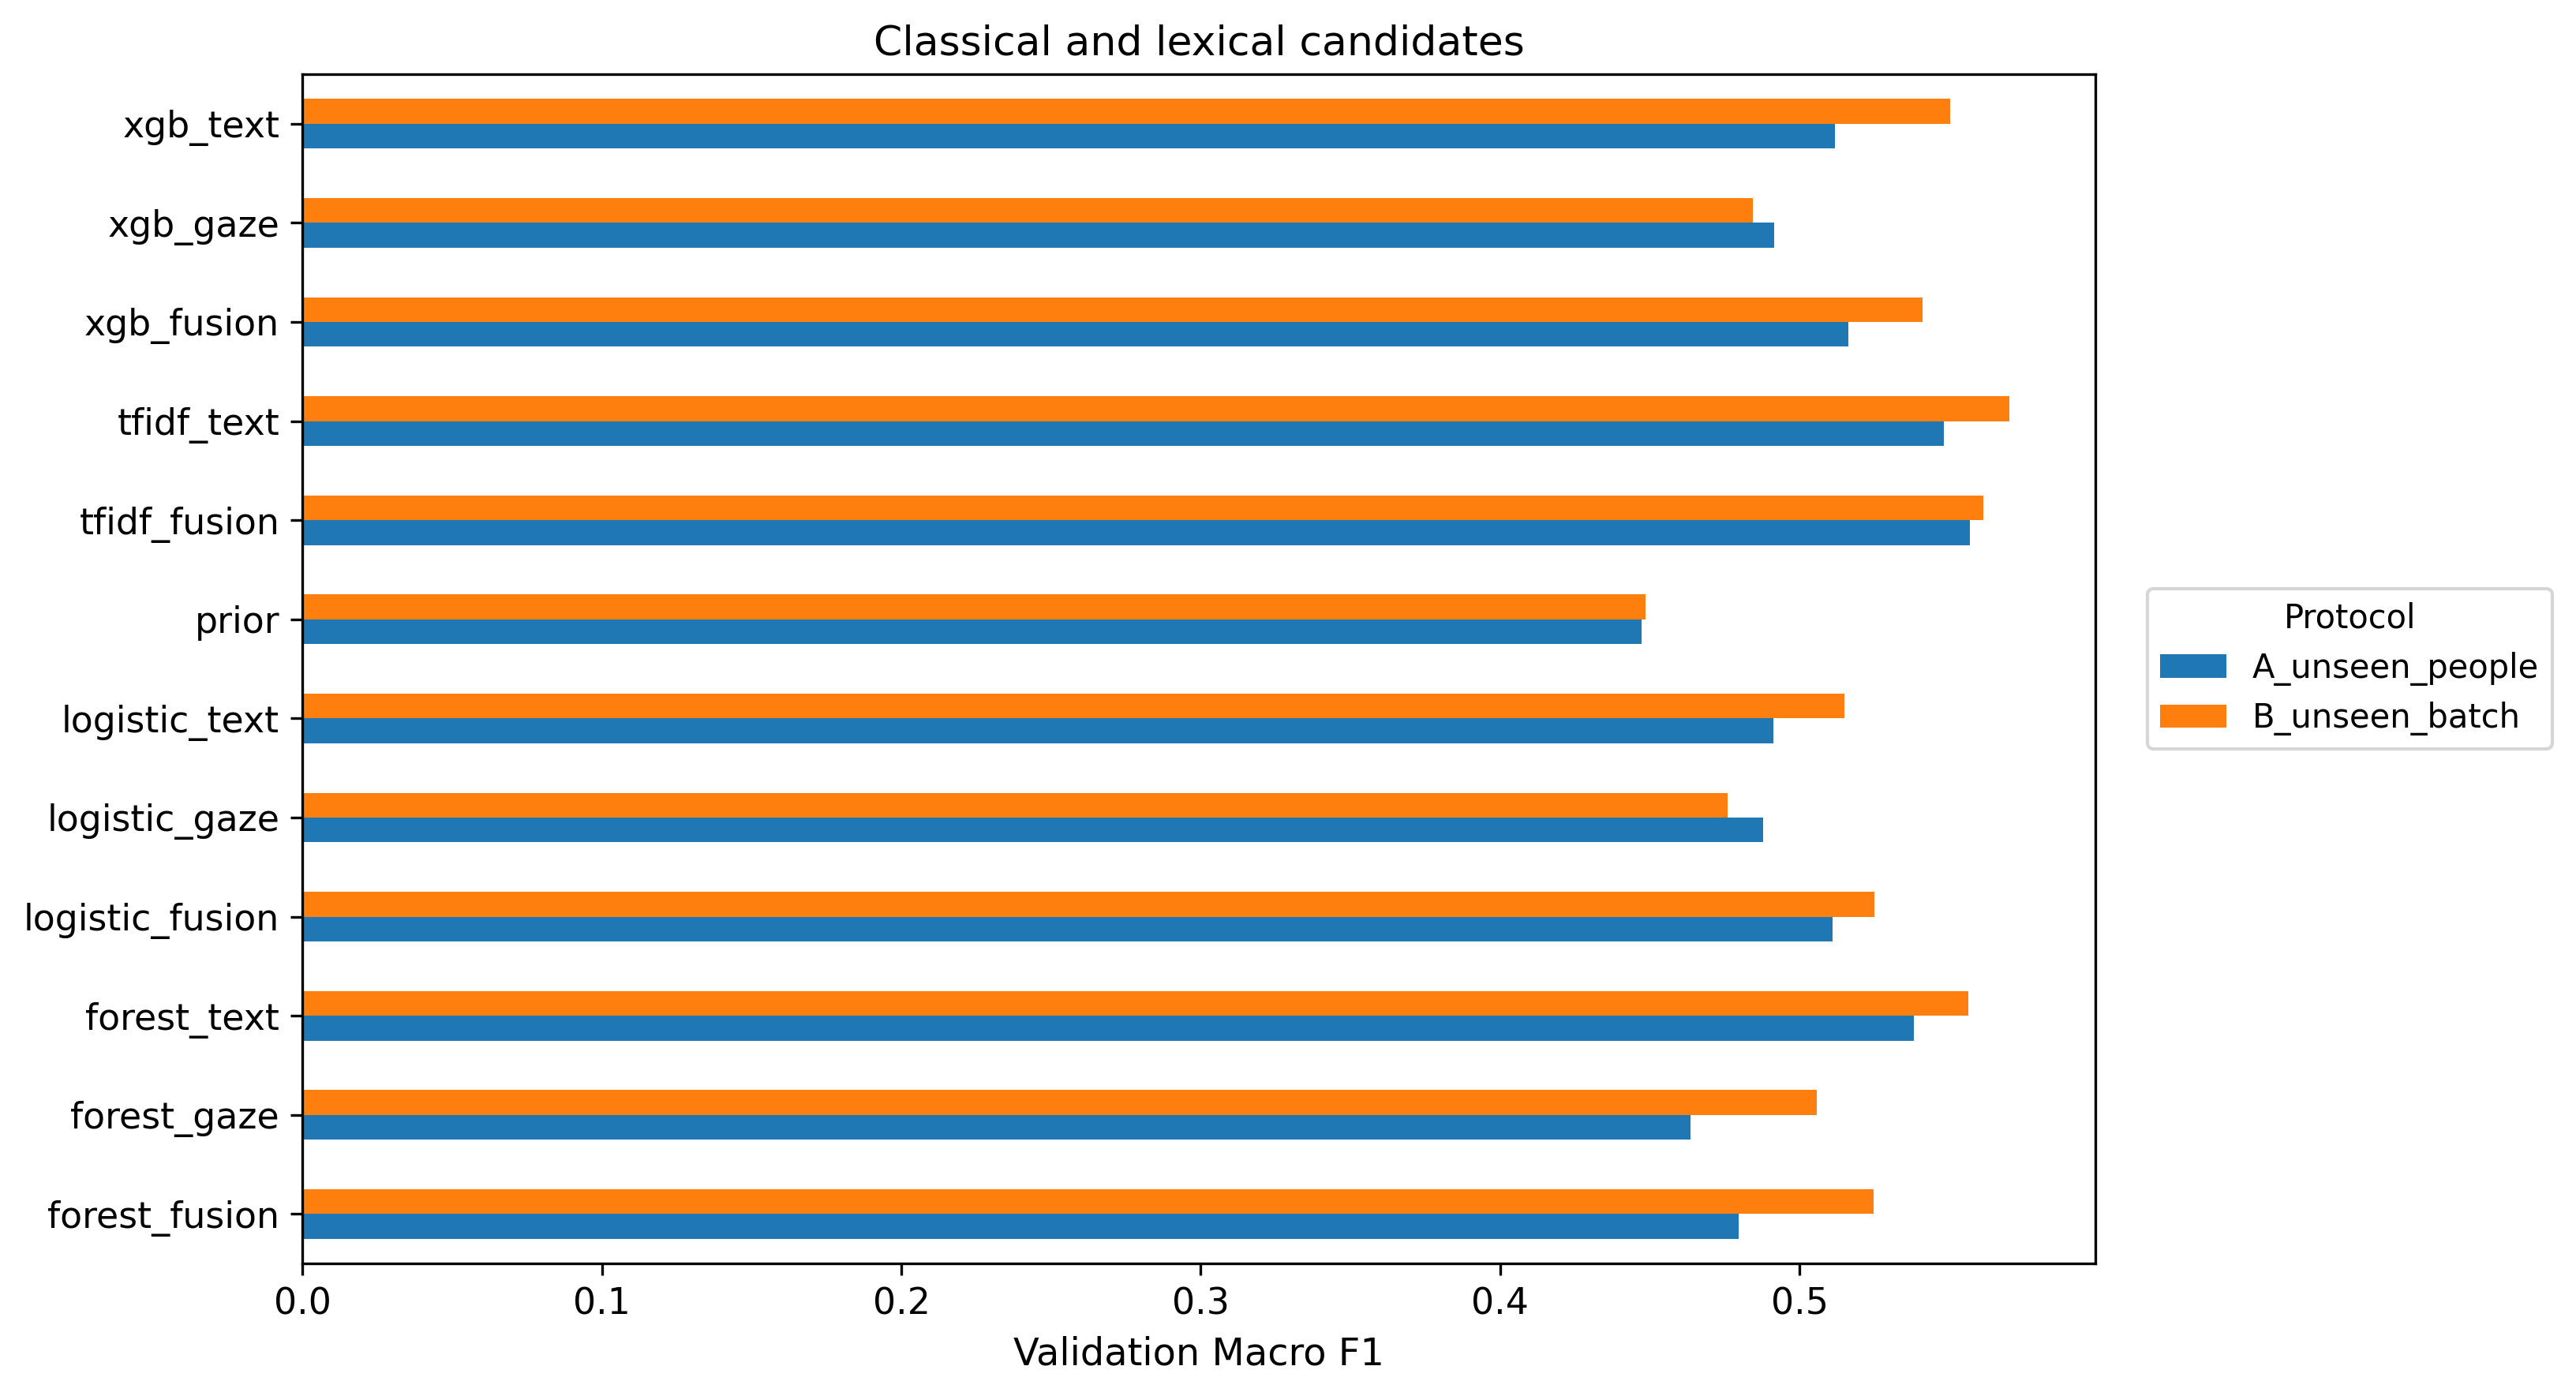 Classical and lexical candidates
xgb_text
xgb_gaze
xgb_fusion
tfidf_text
tfidf_fusion
prior
logistic_text
logistic_gaze
logistic_fusion
forest_text
forest_gaze
forest_fusion
0.0 0.1 0.2 0.3 0.4 0.5
Validation Macro F1
Protocol
A_unseen_people
B_unseen_batch